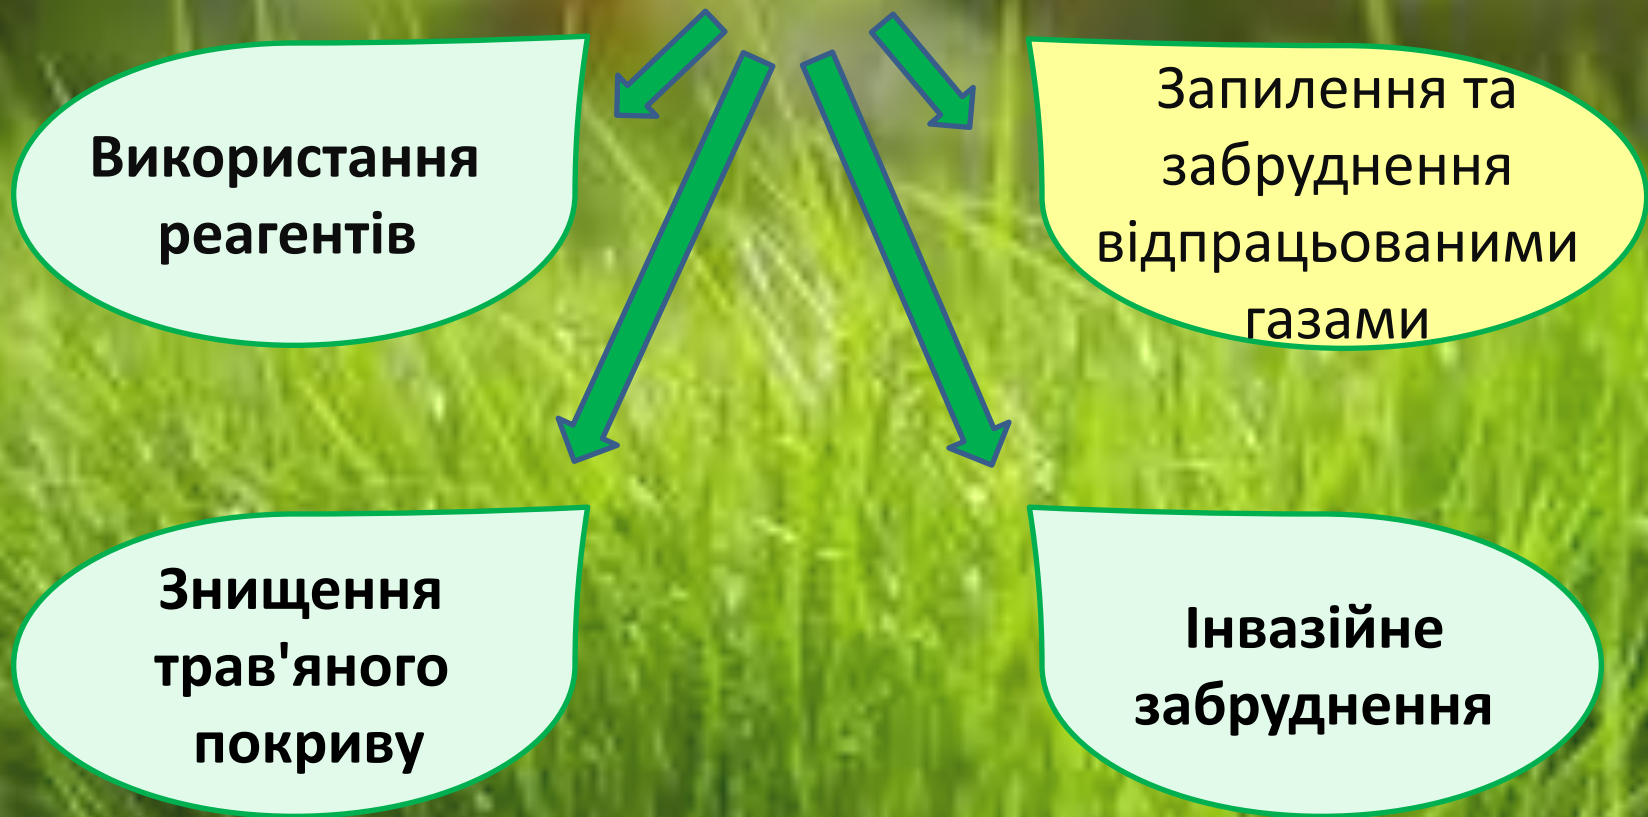 Використання
реагентів
Запилення та
забруднення
відпрацьованими
газами
Знищення
трав'яного
покриву
Інвазійне
забруднення